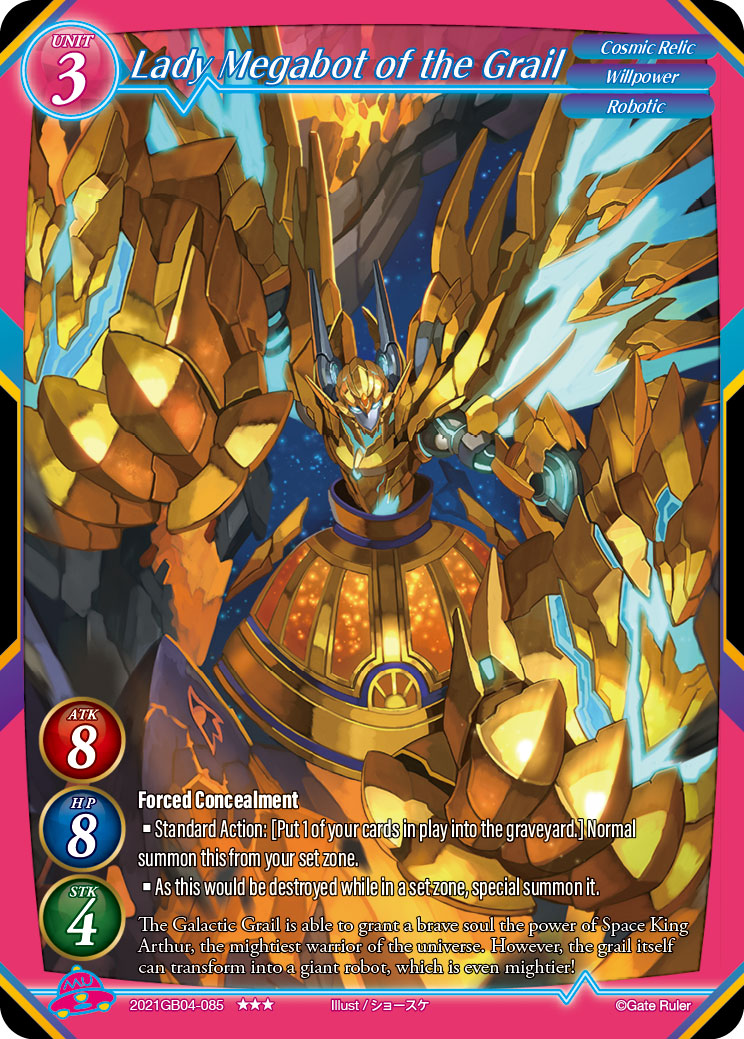 UNIT
3
Lady Megabot of the Grail
Cosmic Relic
Willpower
Robotic
ATK
8
HP
8
STK
4
Forced Concealment
▪ Standard Action: [Put 1 of your cards in play into the graveyard.] Normal
summon this from your set zone.
▪ As this would be destroyed while in a set zone, special summon it.
The Galactic Grail is able to grant a brave soul the power of Space King
Arthur, the mightiest warrior of the universe. However, the grail itself
can transform into a giant robot, which is even mightier!
MU
2021GB04-085 ★★★ Illust / ショースケ ©Gate Ruler